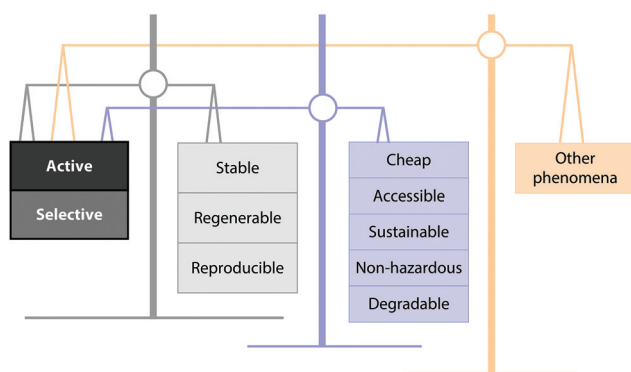 Active
Selective
Stable
Regenerable
Reproducible
Cheap
Accessible
Sustainable
Non-hazardous
Degradable
Other
phenomena